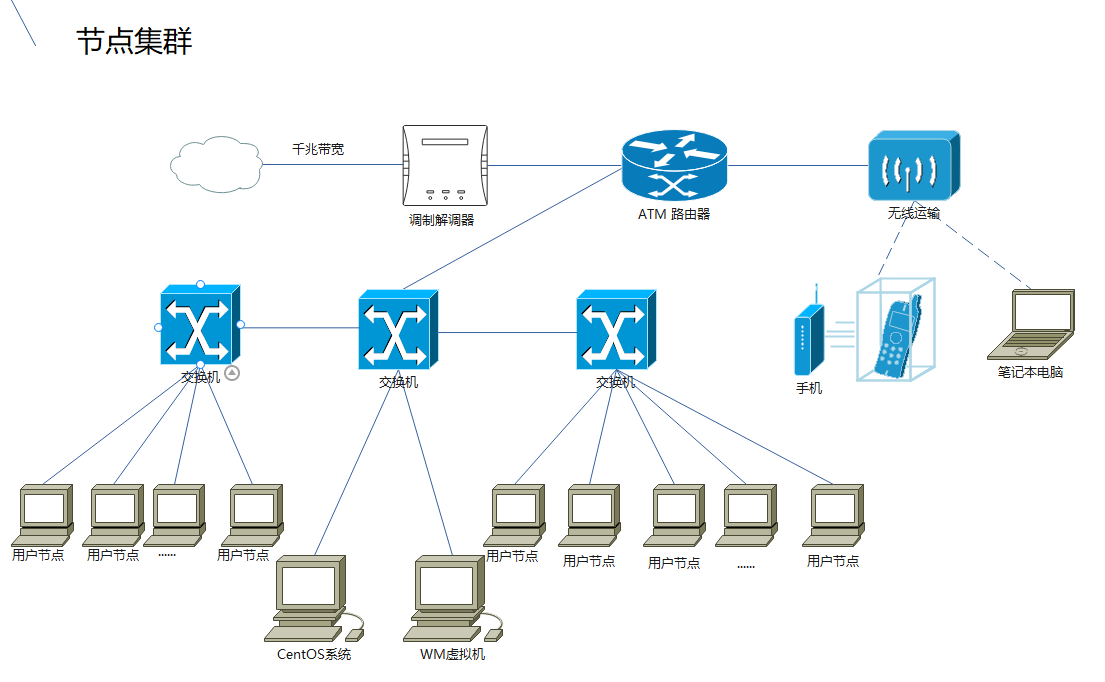 节点集群
千兆带宽
调制解调器
ATM 路由器
无线运输
交换机
交换机
交换机
手机
笔记本电脑
用户节点
用户节点
......
用户节点
用户节点
用户节点
用户节点
......
用户节点
CentOS系统
WM虚拟机